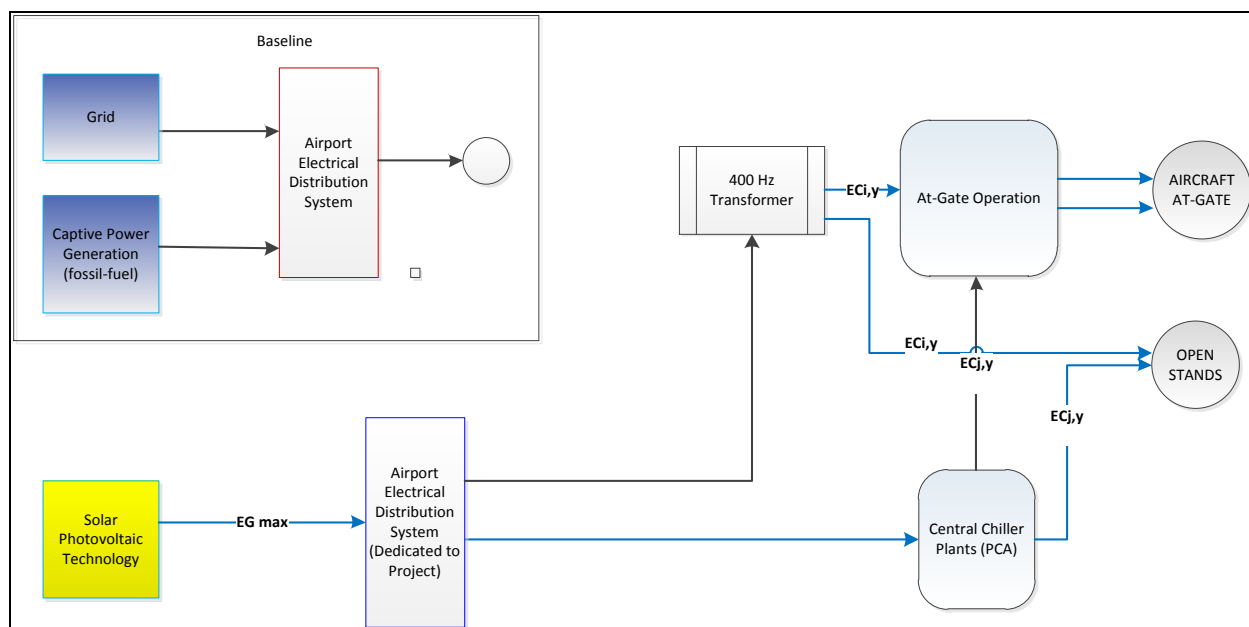 Baseline
Grid
Captive Power
Generation
(fossil-fuel)
Airport
Electrical
Distribution
System
400 Hz
Transformer
ECi,y
At-Gate Operation
AIRCRAFT
AT-GATE
ECi,y
ECj,y
OPEN
STANDS
ECj,y
Solar
Photovoltaic
Technology
EG max
Airport
Electrical
Distribution
System
(Dedicated to
Project)
Central Chiller
Plants (PCA)